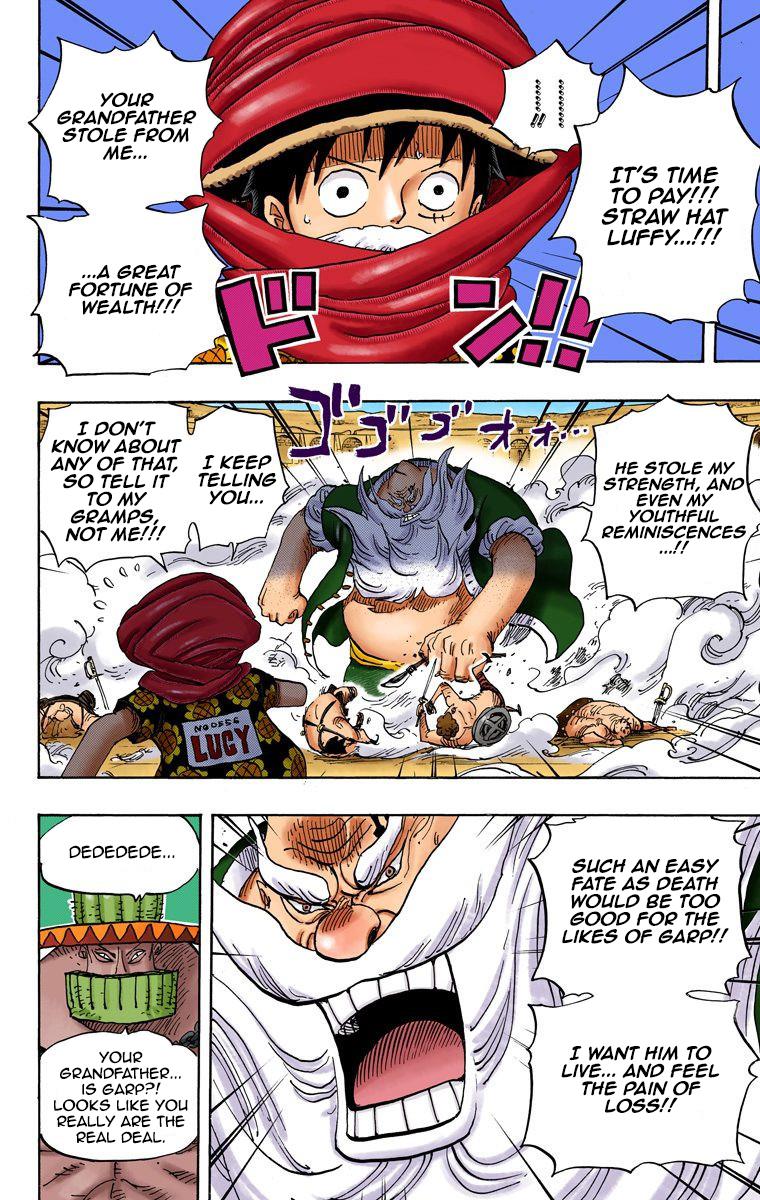 IT'S TIME
TO PAY!!!
STRAW HAT
LUFFY...!!!
..........!!
YOUR
GRANDFATHER
STOLE FROM
ME...
...A GREAT
FORTUNE OF
WEALTH!!!
ドン!!
HE STOLE MY
STRENGTH, AND
EVEN MY
YOUTHFUL
REMINISCENCES
...!!
ゴゴゴオォ...
I KEEP
TELLING
YOU...
I DON'T
KNOW ABOUT
ANY OF THAT,
SO TELL IT
TO MY
GRAMPS,
NOT ME!!!
NO0556
LUCY
SUCH AN EASY
FATE AS DEATH
WOULD BE TOO
GOOD FOR THE
LIKES OF GARP!!
I WANT HIM TO
LIVE... AND FEEL
THE PAIN OF
LOSS!!
DEDEDEDE...
YOUR
GRANDFATHER...
IS GARP?!
LOOKS LIKE YOU
REALLY ARE THE
REAL DEAL.